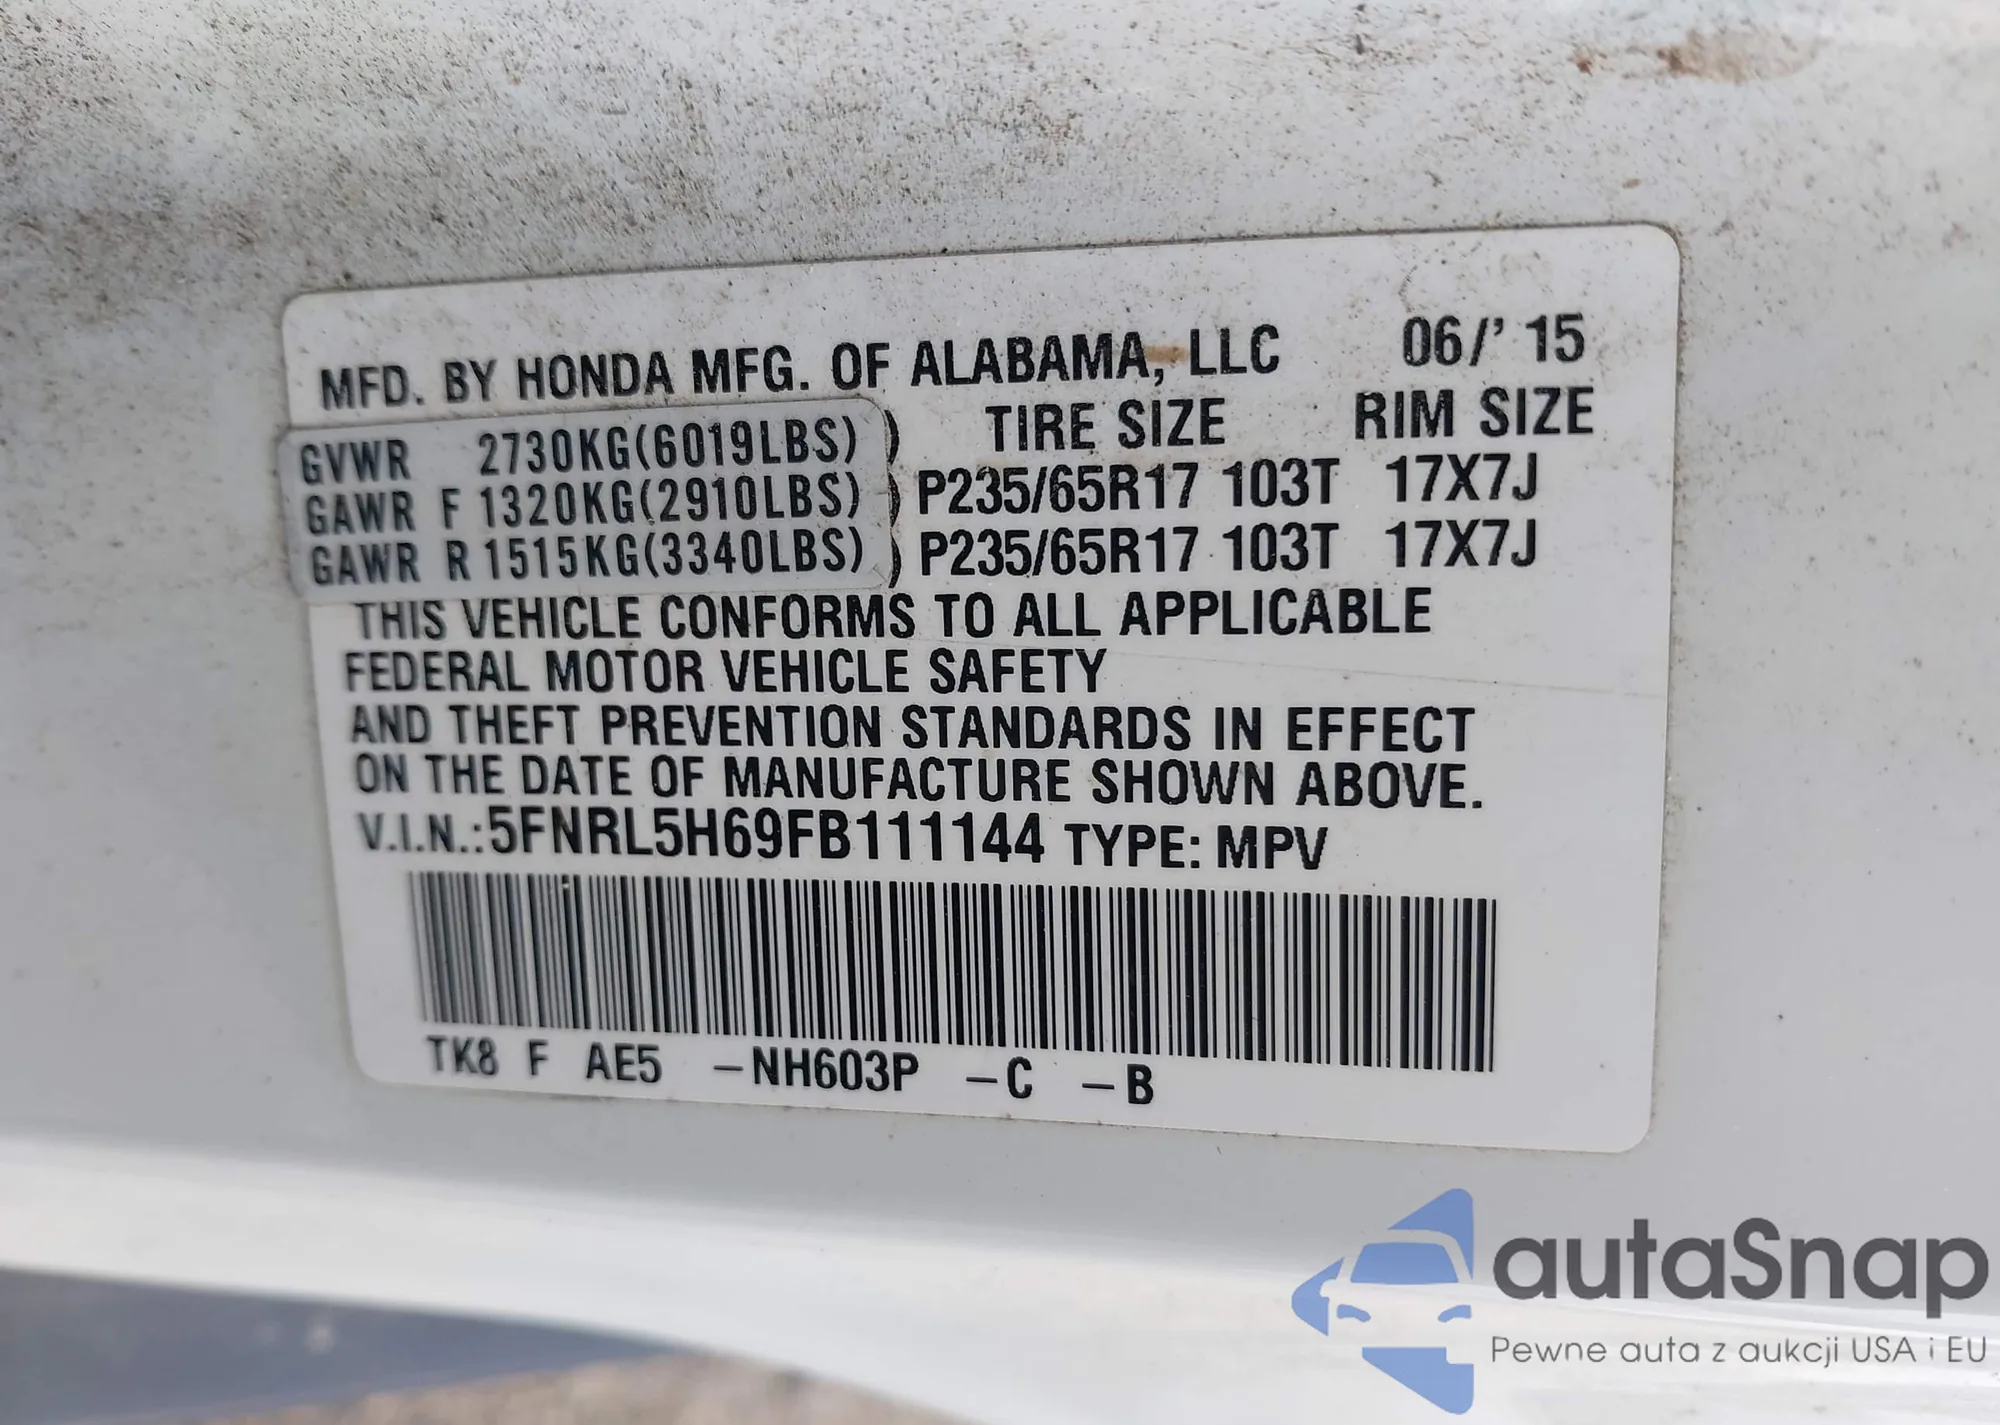 MFD. BY HONDA MFG. OF ALABAMA, LLC 06/' 15
TIRE SIZE RIM SIZE
GVWR 2730KG(6019LBS)
GAWR F 1320KG(2910LBS) P235/65R17 103T 17X7J
GAWR R 1515KG(3340LBS) P235/65R17 103T 17X7J
THIS VEHICLE CONFORMS TO ALL APPLICABLE
FEDERAL MOTOR VEHICLE SAFETY
AND THEFT PREVENTION STANDARDS IN EFFECT
ON THE DATE OF MANUFACTURE SHOWN ABOVE.
V.I.N.:5FNRL5H69FB111144 TYPE: MPV
TK8 F AE5 -NH603P -C -B
autaSnap
Pewne auta z aukcji USA i EU